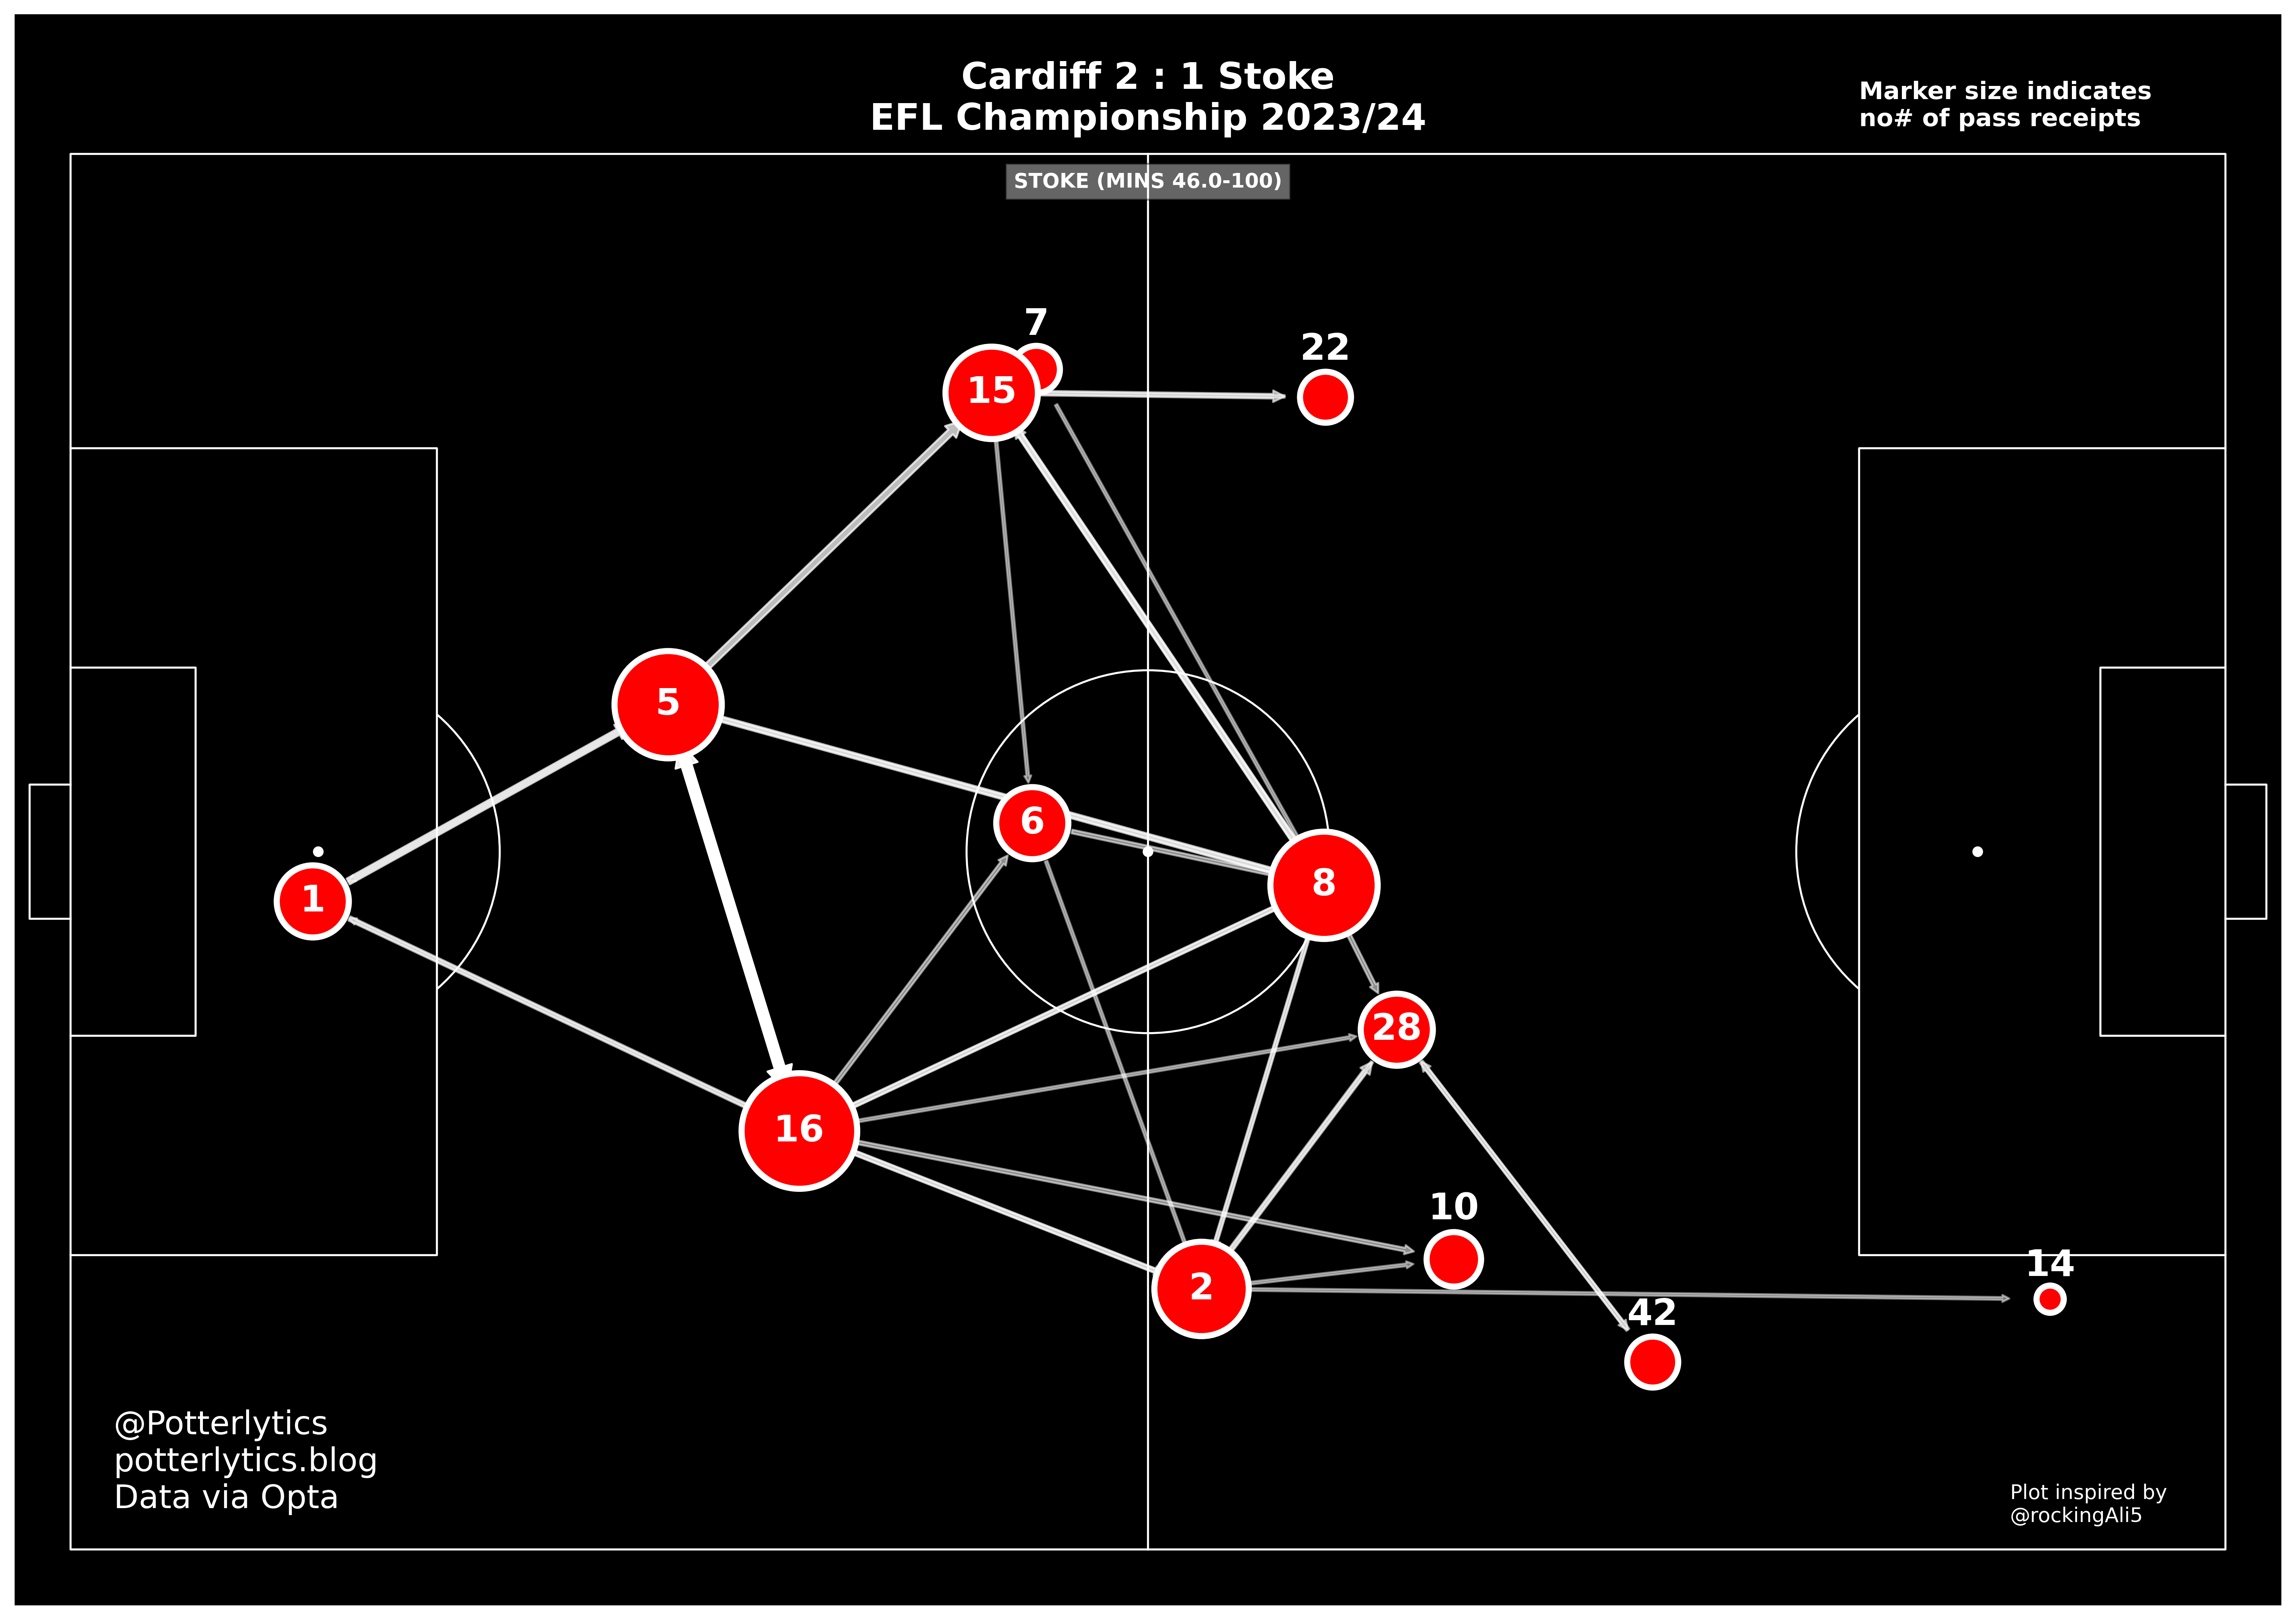 Cardiff 2 : 1 Stoke
EFL Championship 2023/24
Marker size indicates
no# of pass receipts
STOKE (MINS 46.0-100)
7
15
22
5
6
8
1
28
16
10
2
14
42
@Potterlytics
potterlytics.blog
Data via Opta
Plot inspired by
@rockingAli5